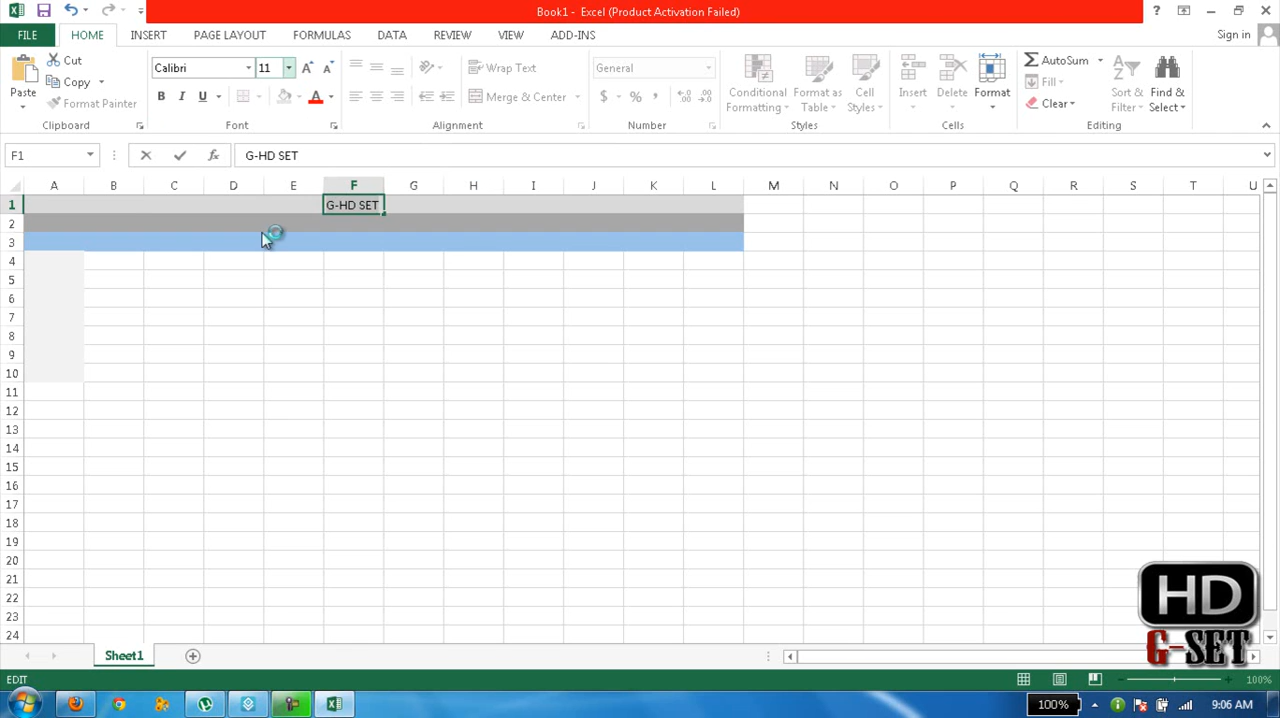 Book1 - Excel (Product Activation Failed)
FILE HOME INSERT PAGE LAYOUT FORMULAS DATA REVIEW VIEW ADD-INS Sign in
Cut
Copy
Format Painter
Paste
Clipboard
Calibri 11
B I U A
Font
Wrap Text
Merge & Center
Alignment
General
$ % , .00 .0
Number
Conditional Formatting
Format as Table
Cell Styles
Styles
Insert
Delete
Format
Cells
AutoSum
Fill
Clear
Sort & Filter
Find & Select
Editing
F1 fx G-HD SET
A B C D E F G H I J K L M N O P Q R S T U
1 G-HD SET
2
3
4
5
6
7
8
9
10
11
12
13
14
15
16
17
18
19
20
21
22
23
24
HD
G-SET
Sheet1
EDIT 100%
100% 9:06 AM